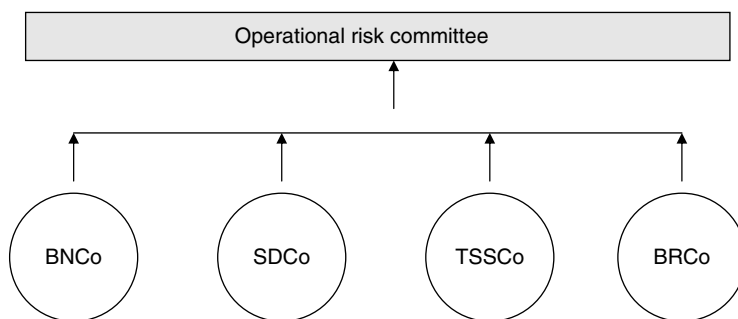 Operational risk committee
BNCo
SDCo
TSSCo
BRCo